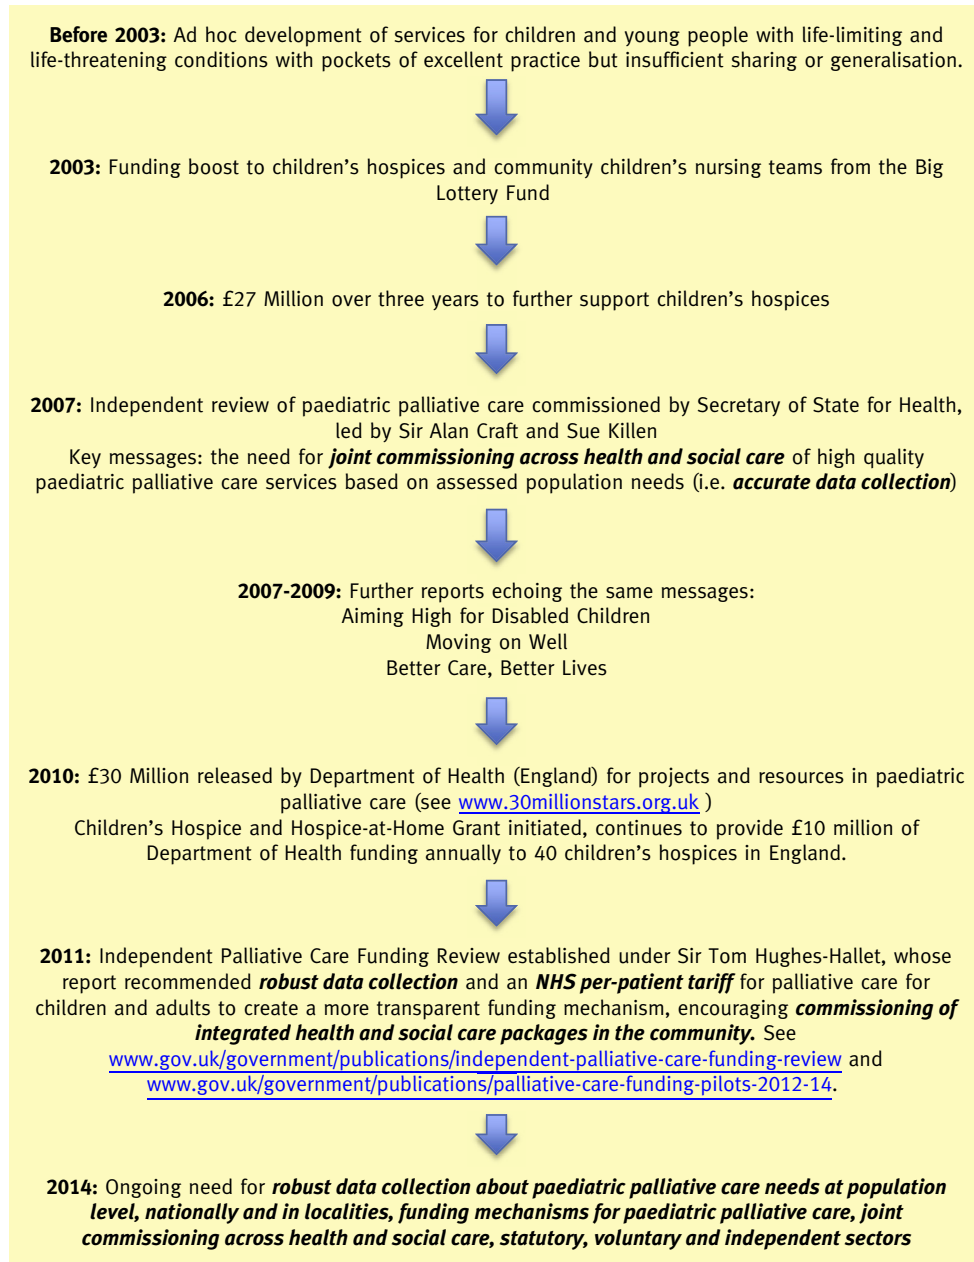 Before 2003: Ad hoc development of services for children and young people with life-limiting and
life-threatening conditions with pockets of excellent practice but insufficient sharing or generalisation.
2003: Funding boost to children's hospices and community children's nursing teams from the Big
Lottery Fund
2006: £27 Million over three years to further support children's hospices
2007: Independent review of paediatric palliative care commissioned by Secretary of State for Health,
led by Sir Alan Craft and Sue Killen
Key messages: the need for joint commissioning across health and social care of high quality
paediatric palliative care services based on assessed population needs (i.e. accurate data collection)
2007-2009: Further reports echoing the same messages:
Aiming High for Disabled Children
Moving on Well
Better Care, Better Lives
2010: £30 Million released by Department of Health (England) for projects and resources in paediatric
palliative care (see www.30millionstars.org.uk )
Children's Hospice and Hospice-at-Home Grant initiated, continues to provide £10 million of
Department of Health funding annually to 40 children's hospices in England.
2011: Independent Palliative Care Funding Review established under Sir Tom Hughes-Hallet, whose
report recommended robust data collection and an NHS per-patient tariff for palliative care for
children and adults to create a more transparent funding mechanism, encouraging commissioning of
integrated health and social care packages in the community. See
www.gov.uk/government/publications/independent-palliative-care-funding-review and
www.gov.uk/government/publications/palliative-care-funding-pilots-2012-14.
2014: Ongoing need for robust data collection about paediatric palliative care needs at population
level, nationally and in localities, funding mechanisms for paediatric palliative care, joint
commissioning across health and social care, statutory, voluntary and independent sectors